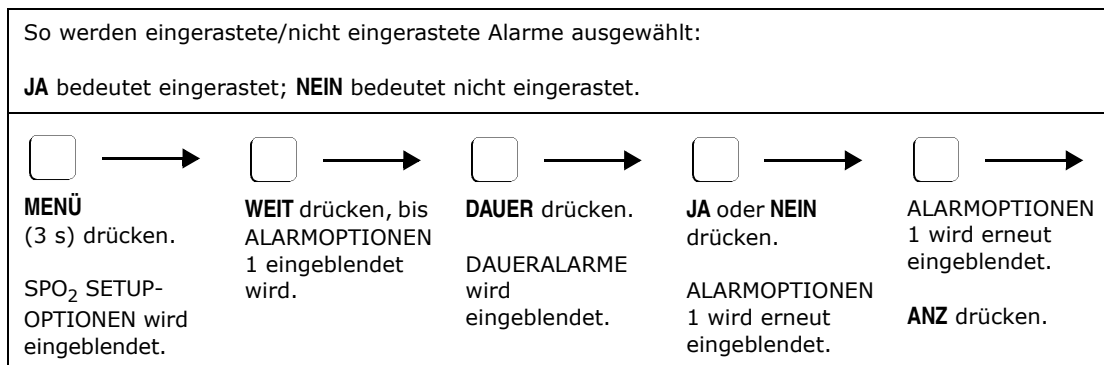 So werden eingerastete/nicht eingerastete Alarme ausgewählt:
JA bedeutet eingerastet; NEIN bedeutet nicht eingerastet.
MENÜ
(3 s) drücken.
SPO₂ SETUP-
OPTIONEN wird
eingeblendet.
WEIT drücken, bis
ALARMOPTIONEN
1 eingeblendet
wird.
DAUER drücken.
DAUERALARME
wird
eingeblendet.
JA oder NEIN
drücken.
ALARMOPTIONEN
1 wird erneut
eingeblendet.
ALARMOPTIONEN
1 wird erneut
eingeblendet.
ANZ drücken.